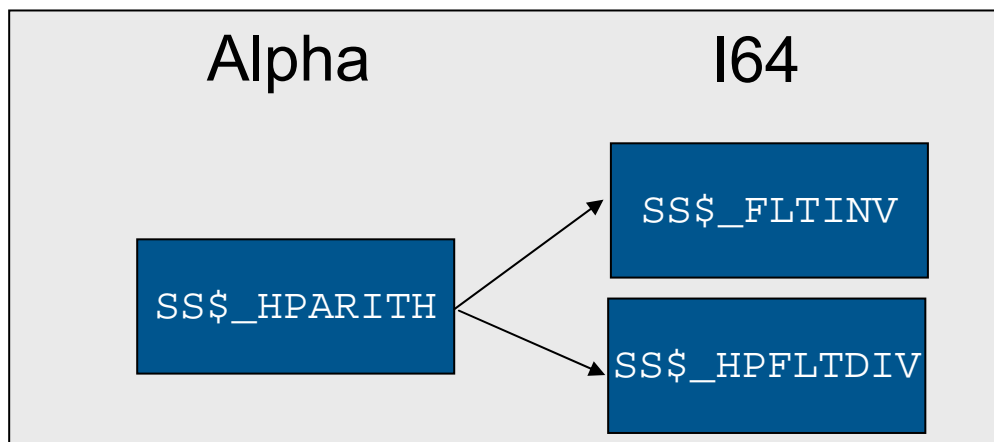 Alpha
I64
SS$_FLTINV
SS$_HPARITH
SS$_HPFLTDIV